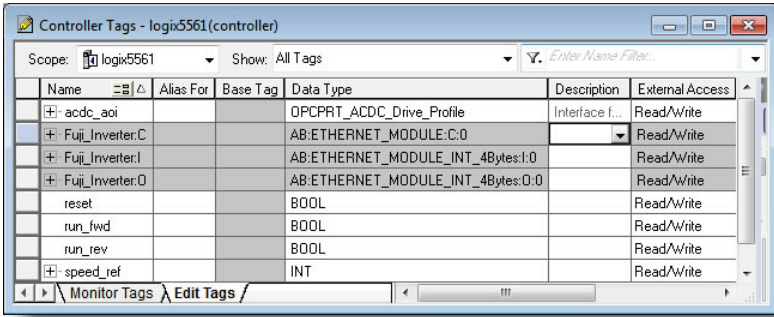 Controller Tags - logix5561(controller)
Scope: logix5561 Show: All Tags Enter Name Filter...
Name Alias For Base Tag Data Type Description External Access
acdc_aoi OPCPRT_ACDC_Drive_Profile Interface f... Read/Write
Fuji_Inverter:C AB:ETHERNET_MODULE:C:0 Read/Write
Fuji_Inverter:I AB:ETHERNET_MODULE_INT_4Bytes:I:0 Read/Write
Fuji_Inverter:O AB:ETHERNET_MODULE_INT_4Bytes:O:0 Read/Write
reset BOOL Read/Write
run_fwd BOOL Read/Write
run_rev BOOL Read/Write
speed_ref INT Read/Write
Monitor Tags Edit Tags